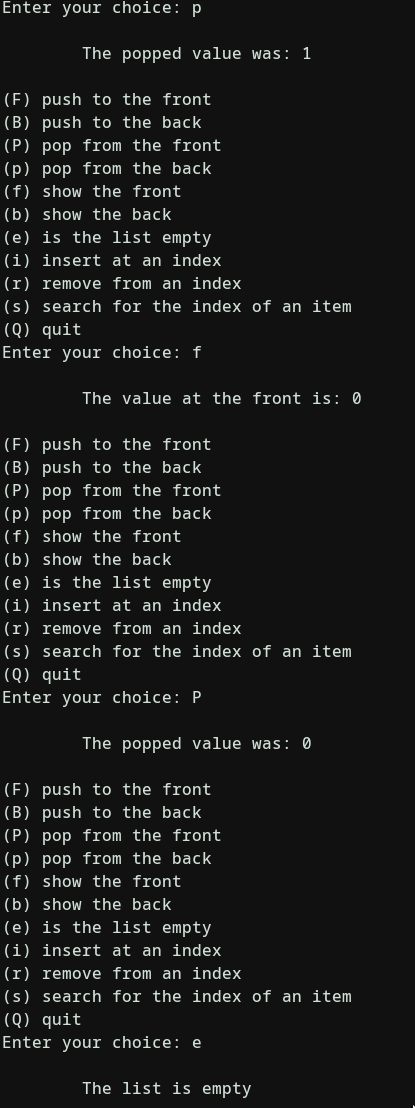 Enter your choice: p
The popped value was: 1
(F) push to the front
(B) push to the back
(P) pop from the front
(p) pop from the back
(f) show the front
(b) show the back
(e) is the list empty
(i) insert at an index
(r) remove from an index
(s) search for the index of an item
(Q) quit
Enter your choice: f
The value at the front is: 0
(F) push to the front
(B) push to the back
(P) pop from the front
(p) pop from the back
(f) show the front
(b) show the back
(e) is the list empty
(i) insert at an index
(r) remove from an index
(s) search for the index of an item
(Q) quit
Enter your choice: P
The popped value was: 0
(F) push to the front
(B) push to the back
(P) pop from the front
(p) pop from the back
(f) show the front
(b) show the back
(e) is the list empty
(i) insert at an index
(r) remove from an index
(s) search for the index of an item
(Q) quit
Enter your choice: e
The list is empty